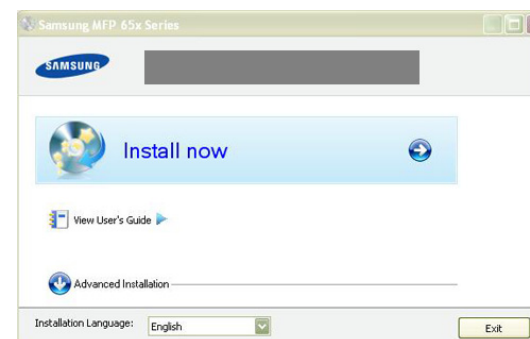 Samsung MFP 65x Series
SAMSUNG
Install now
View User's Guide
Advanced Installation
Installation Language: English
Exit